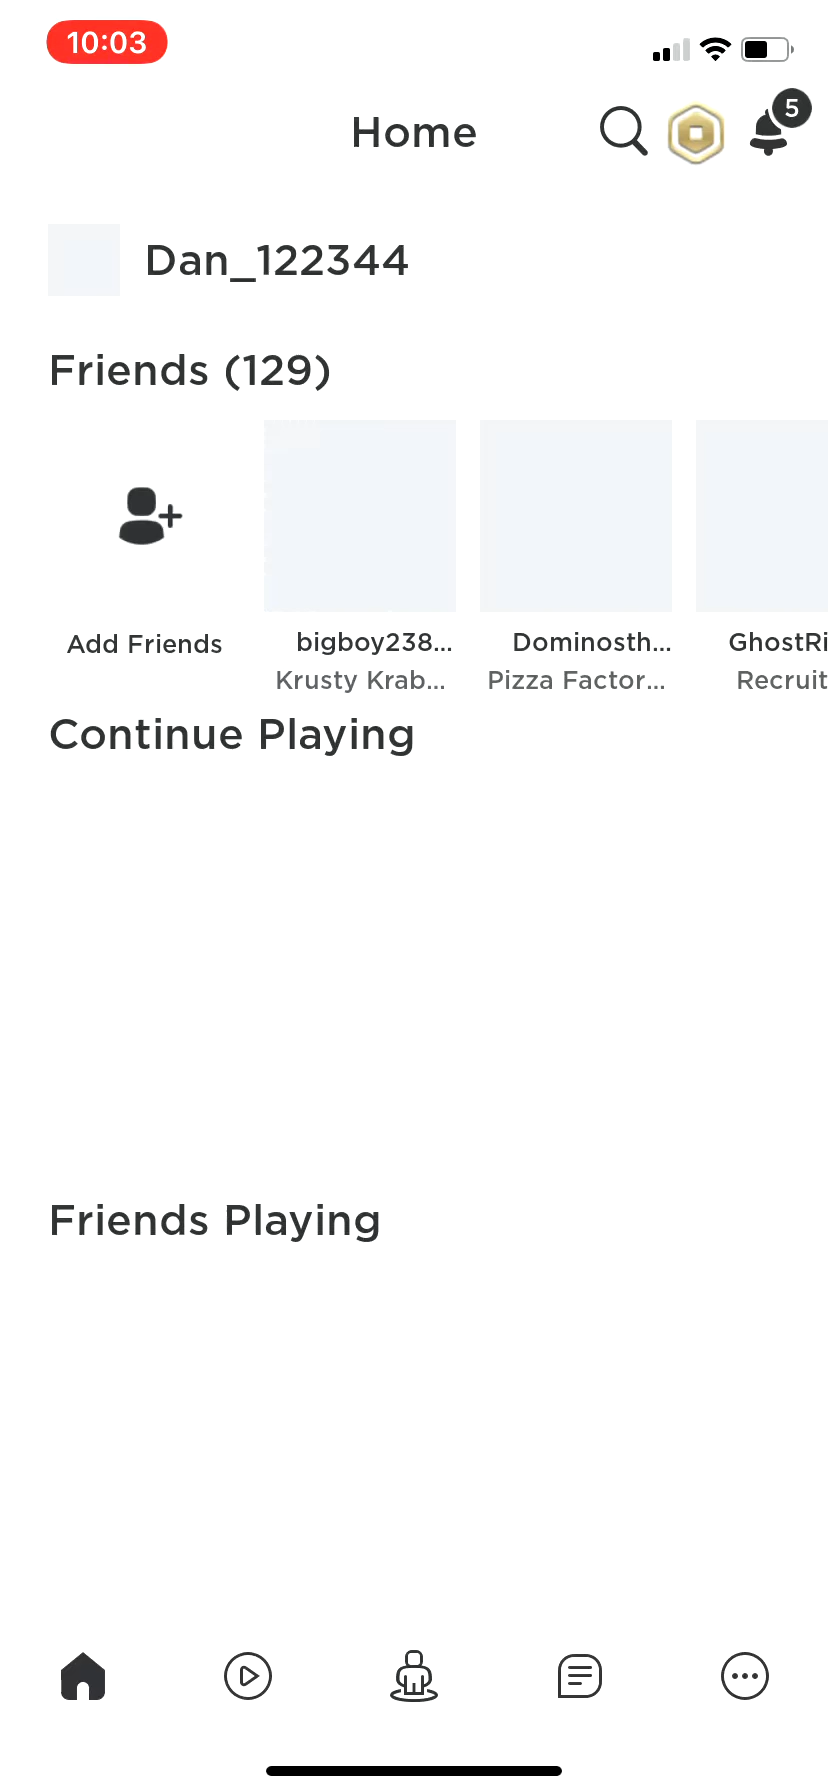 10:03
Home
5
Dan_122344
Friends (129)
Add Friends
bigboy238...
Krusty Krab...
Dominosth...
Pizza Factor...
GhostRi
Recruit
Continue Playing
Friends Playing